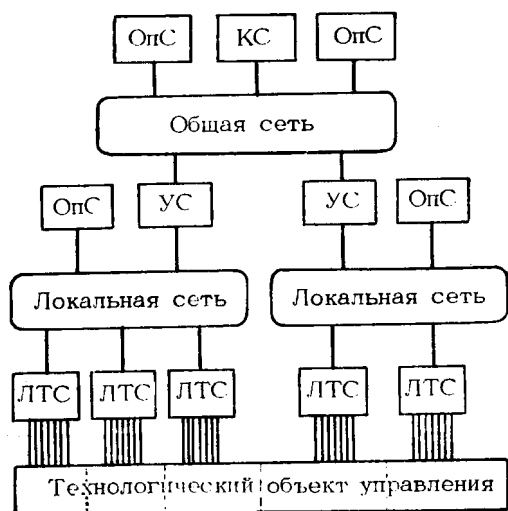 ОпС КС ОпС
Общая сеть
ОпС УС УС ОпС
Локальная сеть Локальная сеть
ЛТС ЛТС ЛТС ЛТС ЛТС
Технологический объект управления